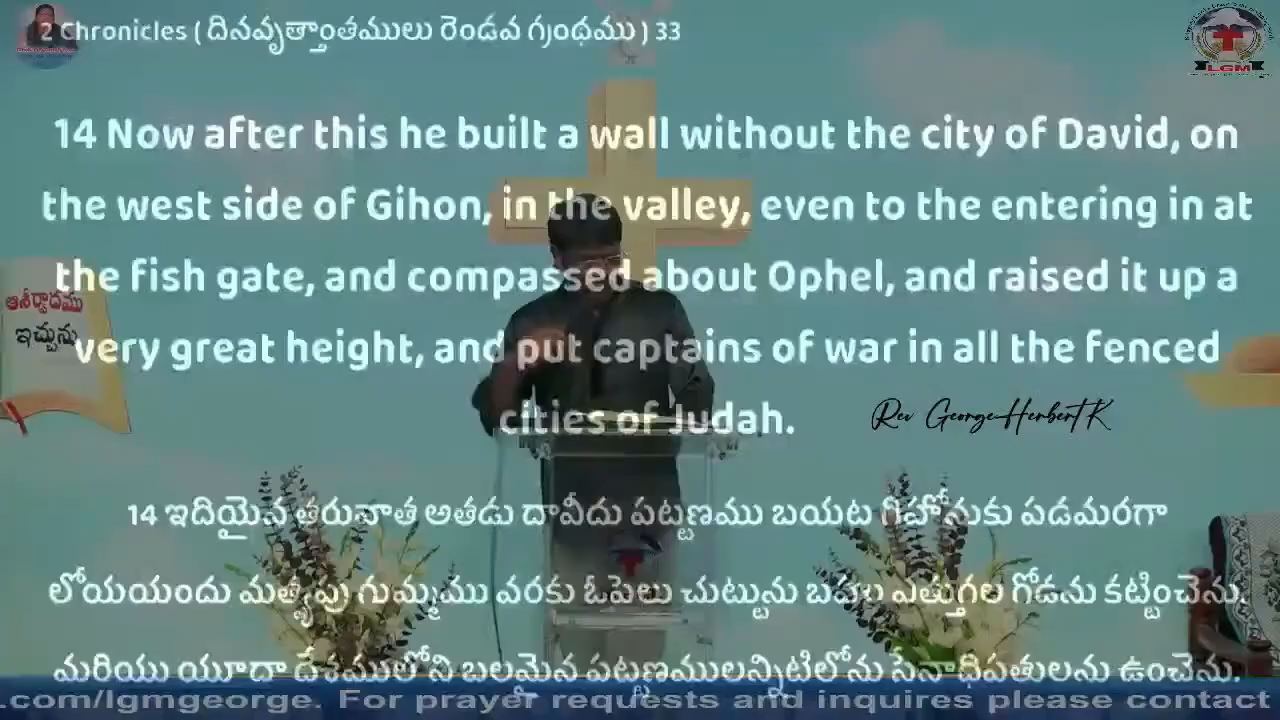 2 Chronicles ( దినవృత్తాంతములు రెండవ గ్రంథము ) 33
LGM
14 Now after this he built a wall without the city of David, on
the west side of Gihon, in the valley, even to the entering in at
the fish gate, and compassed about Ophel, and raised it up a
very great height, and put captains of war in all the fenced
cities of Judah.
ఆశీర్వాదము
ఇచ్చును
Rev George Herbert K
14 ఇదియైన తరువాత అతడు దావీదు పట్టణము బయట గిహోనుకు పడమరగా
లోయయందు మత్స్యపు గుమ్మము వరకు ఓపెలు చుట్టును బహు ఎత్తుగల గోడను కట్టించెను.
మరియు యూదా దేశములోని బలమైన పట్టణములన్నిటిలోను సేనాధిపతులను ఉంచెను.
.com/lgmgeorge. For prayer requests and inquires please contact